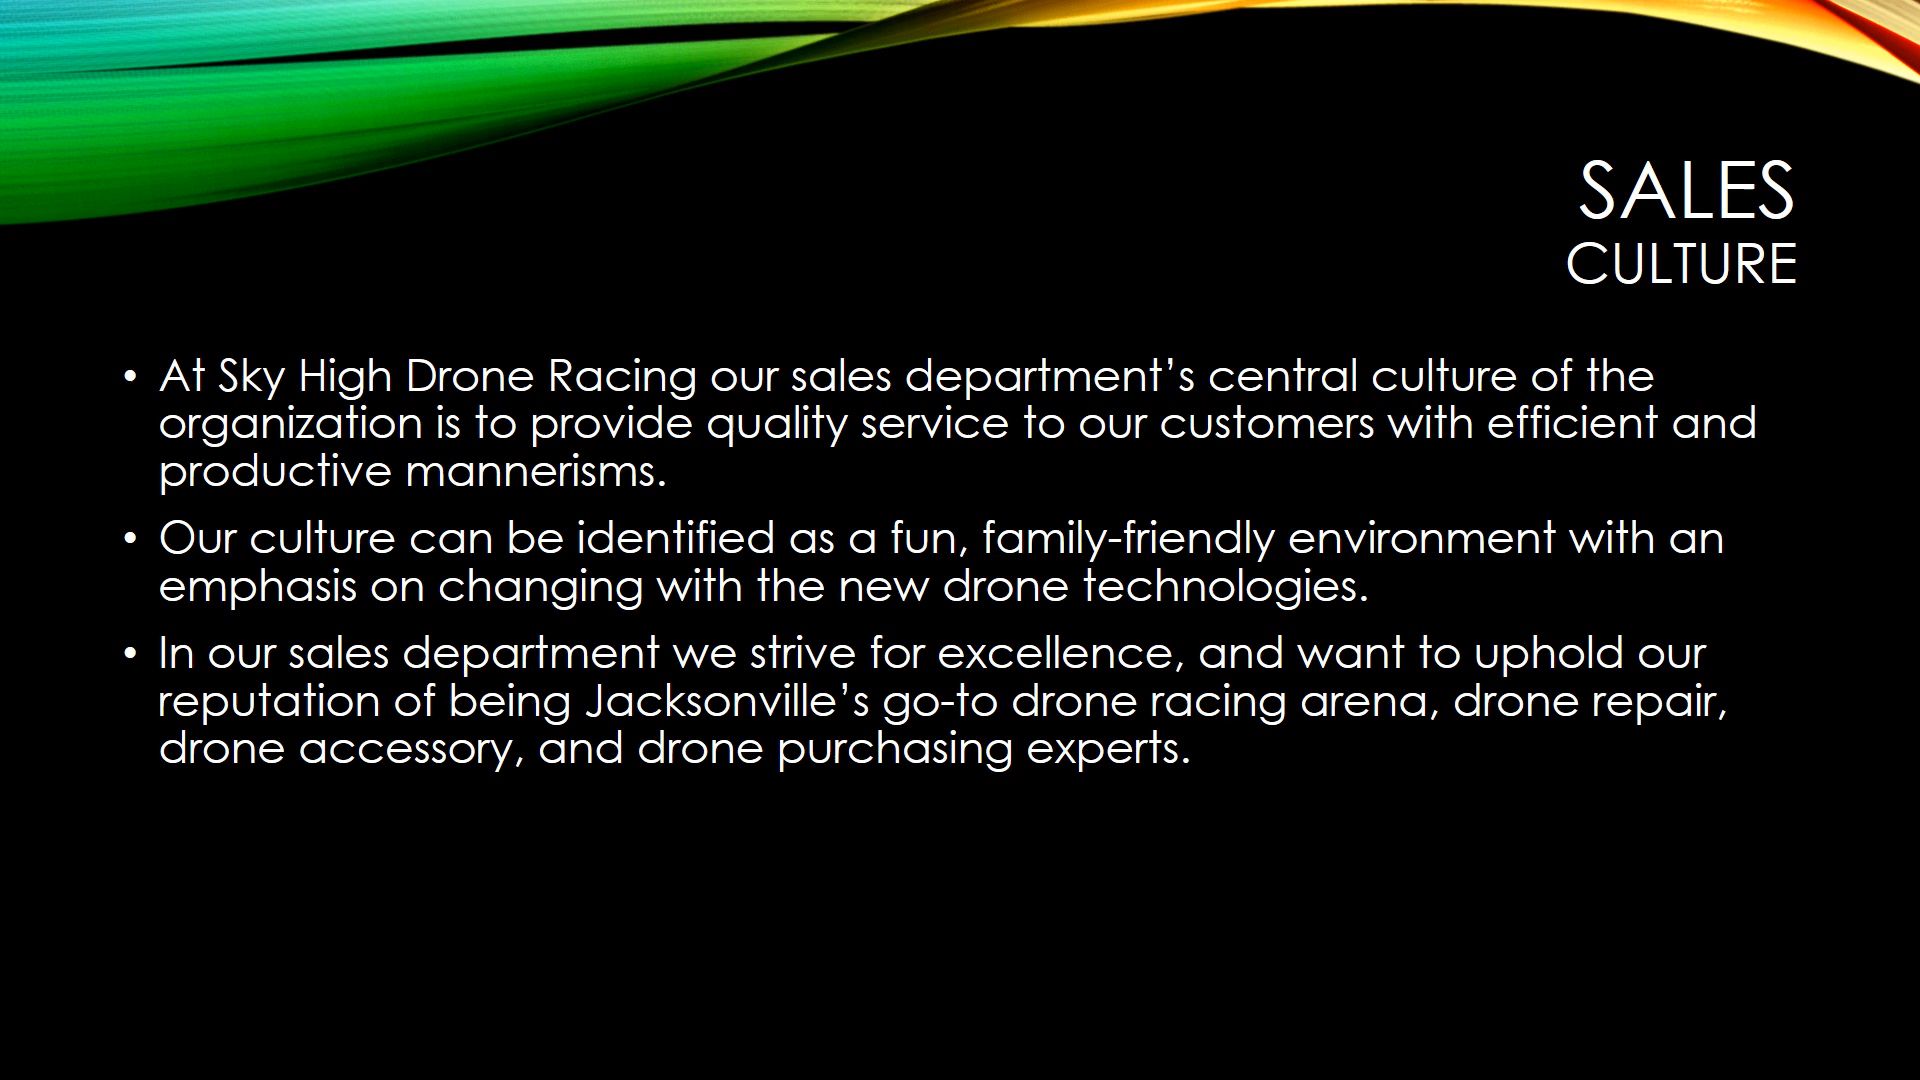 SALES
CULTURE
• At Sky High Drone Racing our sales department’s central culture of the
organization is to provide quality service to our customers with efficient and
productive mannerisms.
• Our culture can be identified as a fun, family-friendly environment with an
emphasis on changing with the new drone technologies.
• In our sales department we strive for excellence, and want to uphold our
reputation of being Jacksonville’s go-to drone racing arena, drone repair,
drone accessory, and drone purchasing experts.